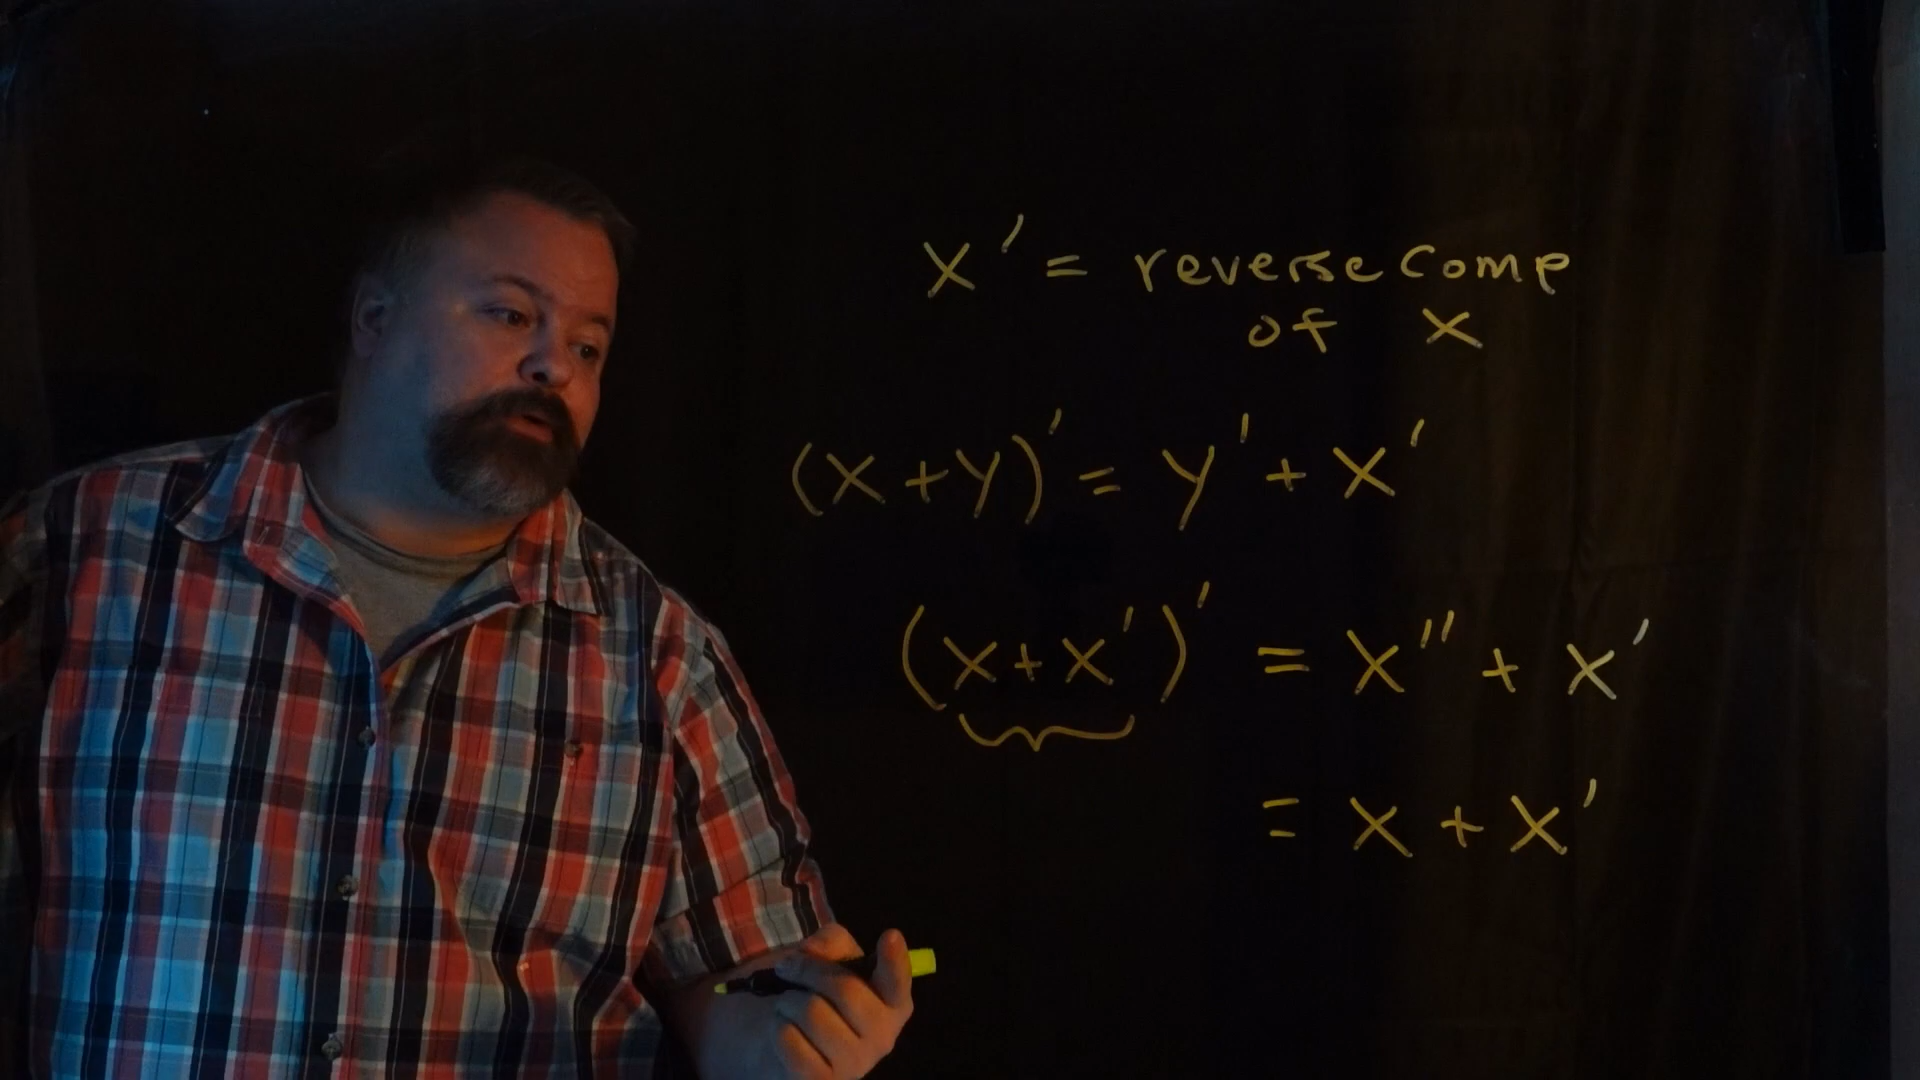 x' = reverse comp
of x
(x+y)' = y' + x'
(x+x')' = x'' + x'
= x + x'